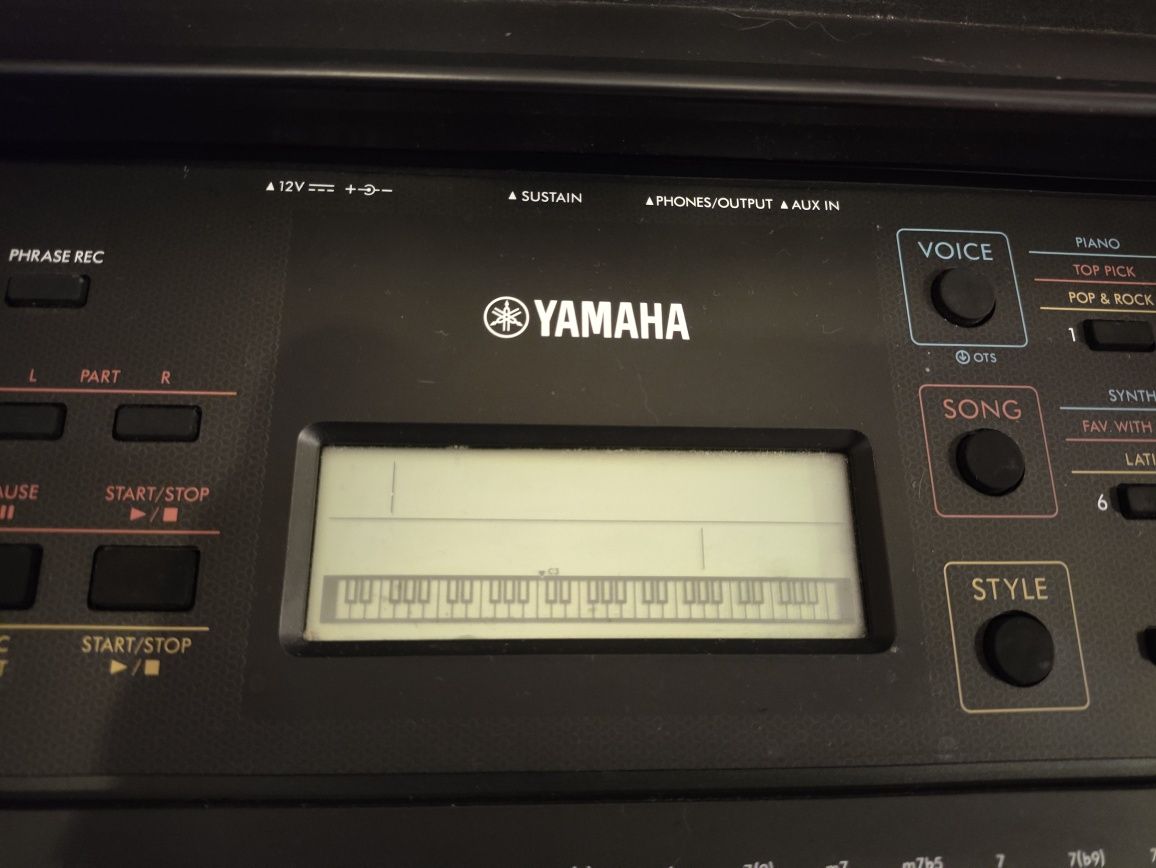 ▲12V
▲SUSTAIN
▲PHONES/OUTPUT ▲AUX IN
PHRASE REC
YAMAHA
VOICE
OTS
PIANO
TOP PICK
POP & ROCK
1
L PART R
SONG
SYNTH
FAV. WITH
6
START/STOP
▶/■
C3
STYLE
START/STOP
▶/■
m7
m7b5
7
7(b9)